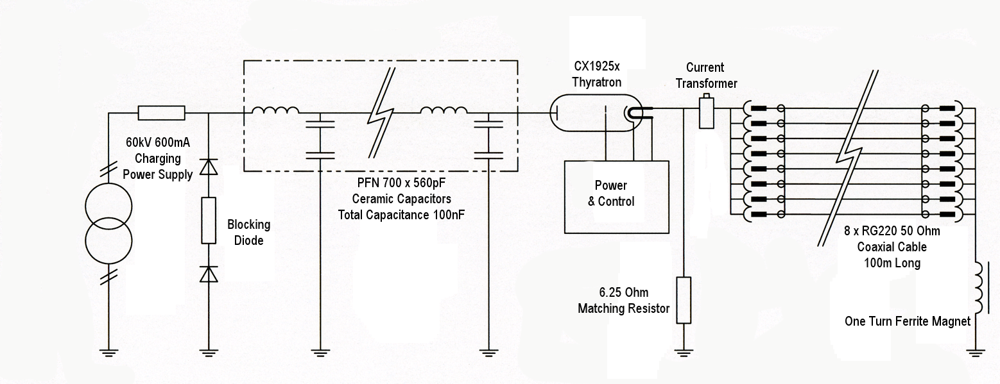 60kV 600mA
Charging
Power Supply
Blocking
Diode
PFN 700 x 560pF
Ceramic Capacitors
Total Capacitance 100nF
CX1925x
Thyratron
Power
& Control
Current
Transformer
6.25 Ohm
Matching Resistor
8 x RG220 50 Ohm
Coaxial Cable
100m Long
One Turn Ferrite Magnet